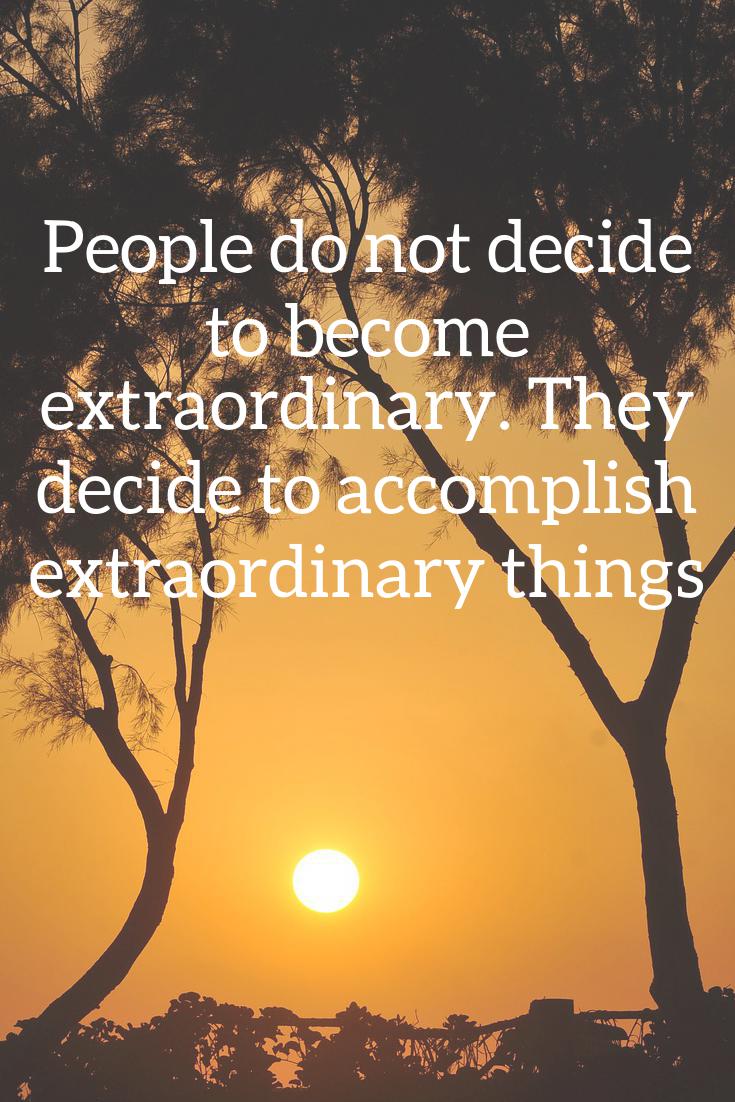 People do not decide
to become
extraordinary. They
decide to accomplish
extraordinary things